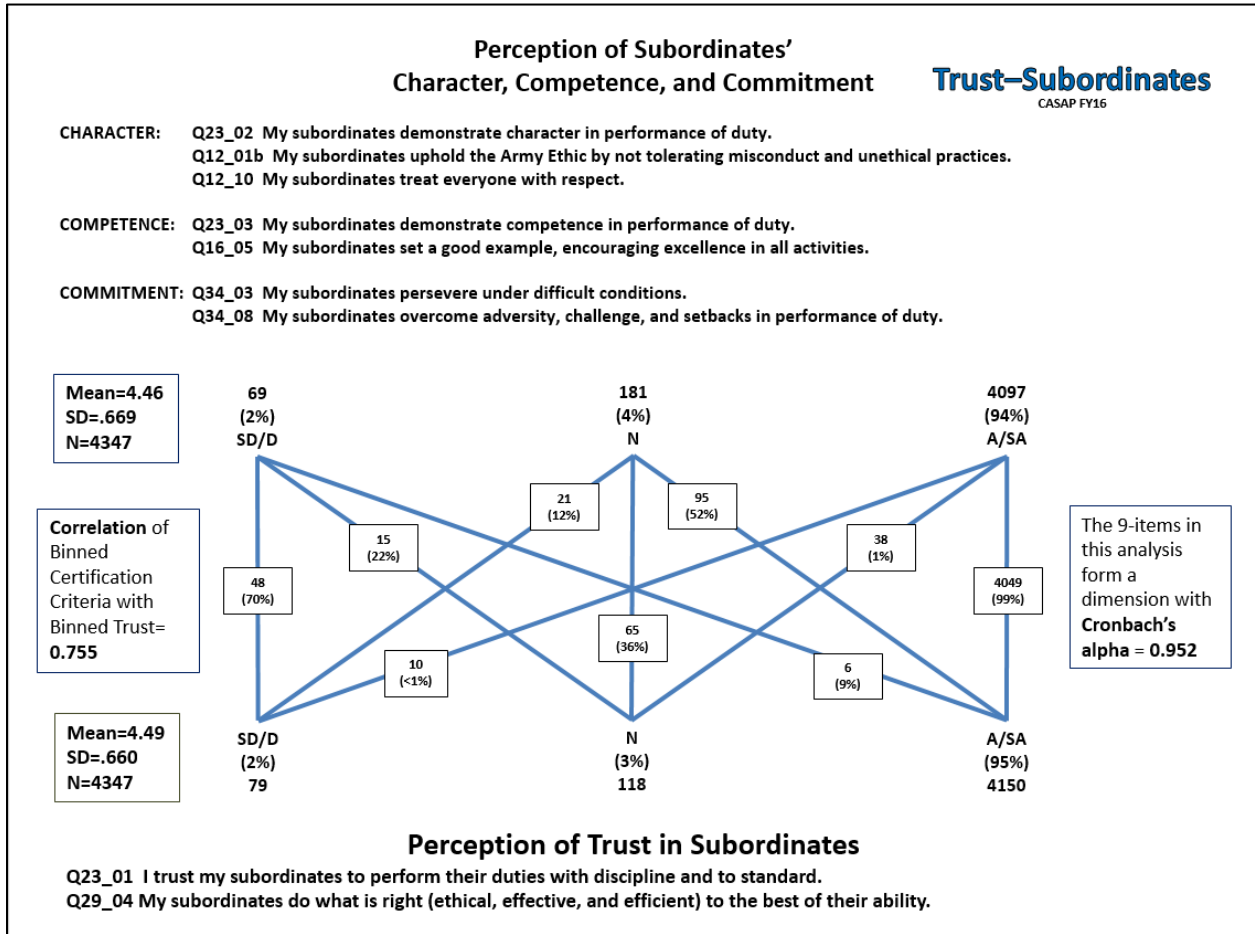 Perception of Subordinates'
Character, Competence, and Commitment
Trust–Subordinates
CASAP FY16
CHARACTER: Q23_02 My subordinates demonstrate character in performance of duty.
Q12_01b My subordinates uphold the Army Ethic by not tolerating misconduct and unethical practices.
Q12_10 My subordinates treat everyone with respect.
COMPETENCE: Q23_03 My subordinates demonstrate competence in performance of duty.
Q16_05 My subordinates set a good example, encouraging excellence in all activities.
COMMITMENT: Q34_03 My subordinates persevere under difficult conditions.
Q34_08 My subordinates overcome adversity, challenge, and setbacks in performance of duty.
Mean=4.46
SD=.669
N=4347
69
(2%)
SD/D
181
(4%)
N
4097
(94%)
A/SA
Correlation of
Binned
Certification
Criteria with
Binned Trust=
0.755
48
(70%)
15
(22%)
21
(12%)
10
(<1%)
65
(36%)
95
(52%)
38
(1%)
6
(9%)
4049
(99%)
The 9-items in
this analysis
form a
dimension with
Cronbach's
alpha = 0.952
Mean=4.49
SD=.660
N=4347
SD/D
(2%)
79
N
(3%)
118
A/SA
(95%)
4150
Perception of Trust in Subordinates
Q23_01 I trust my subordinates to perform their duties with discipline and to standard.
Q29_04 My subordinates do what is right (ethical, effective, and efficient) to the best of their ability.